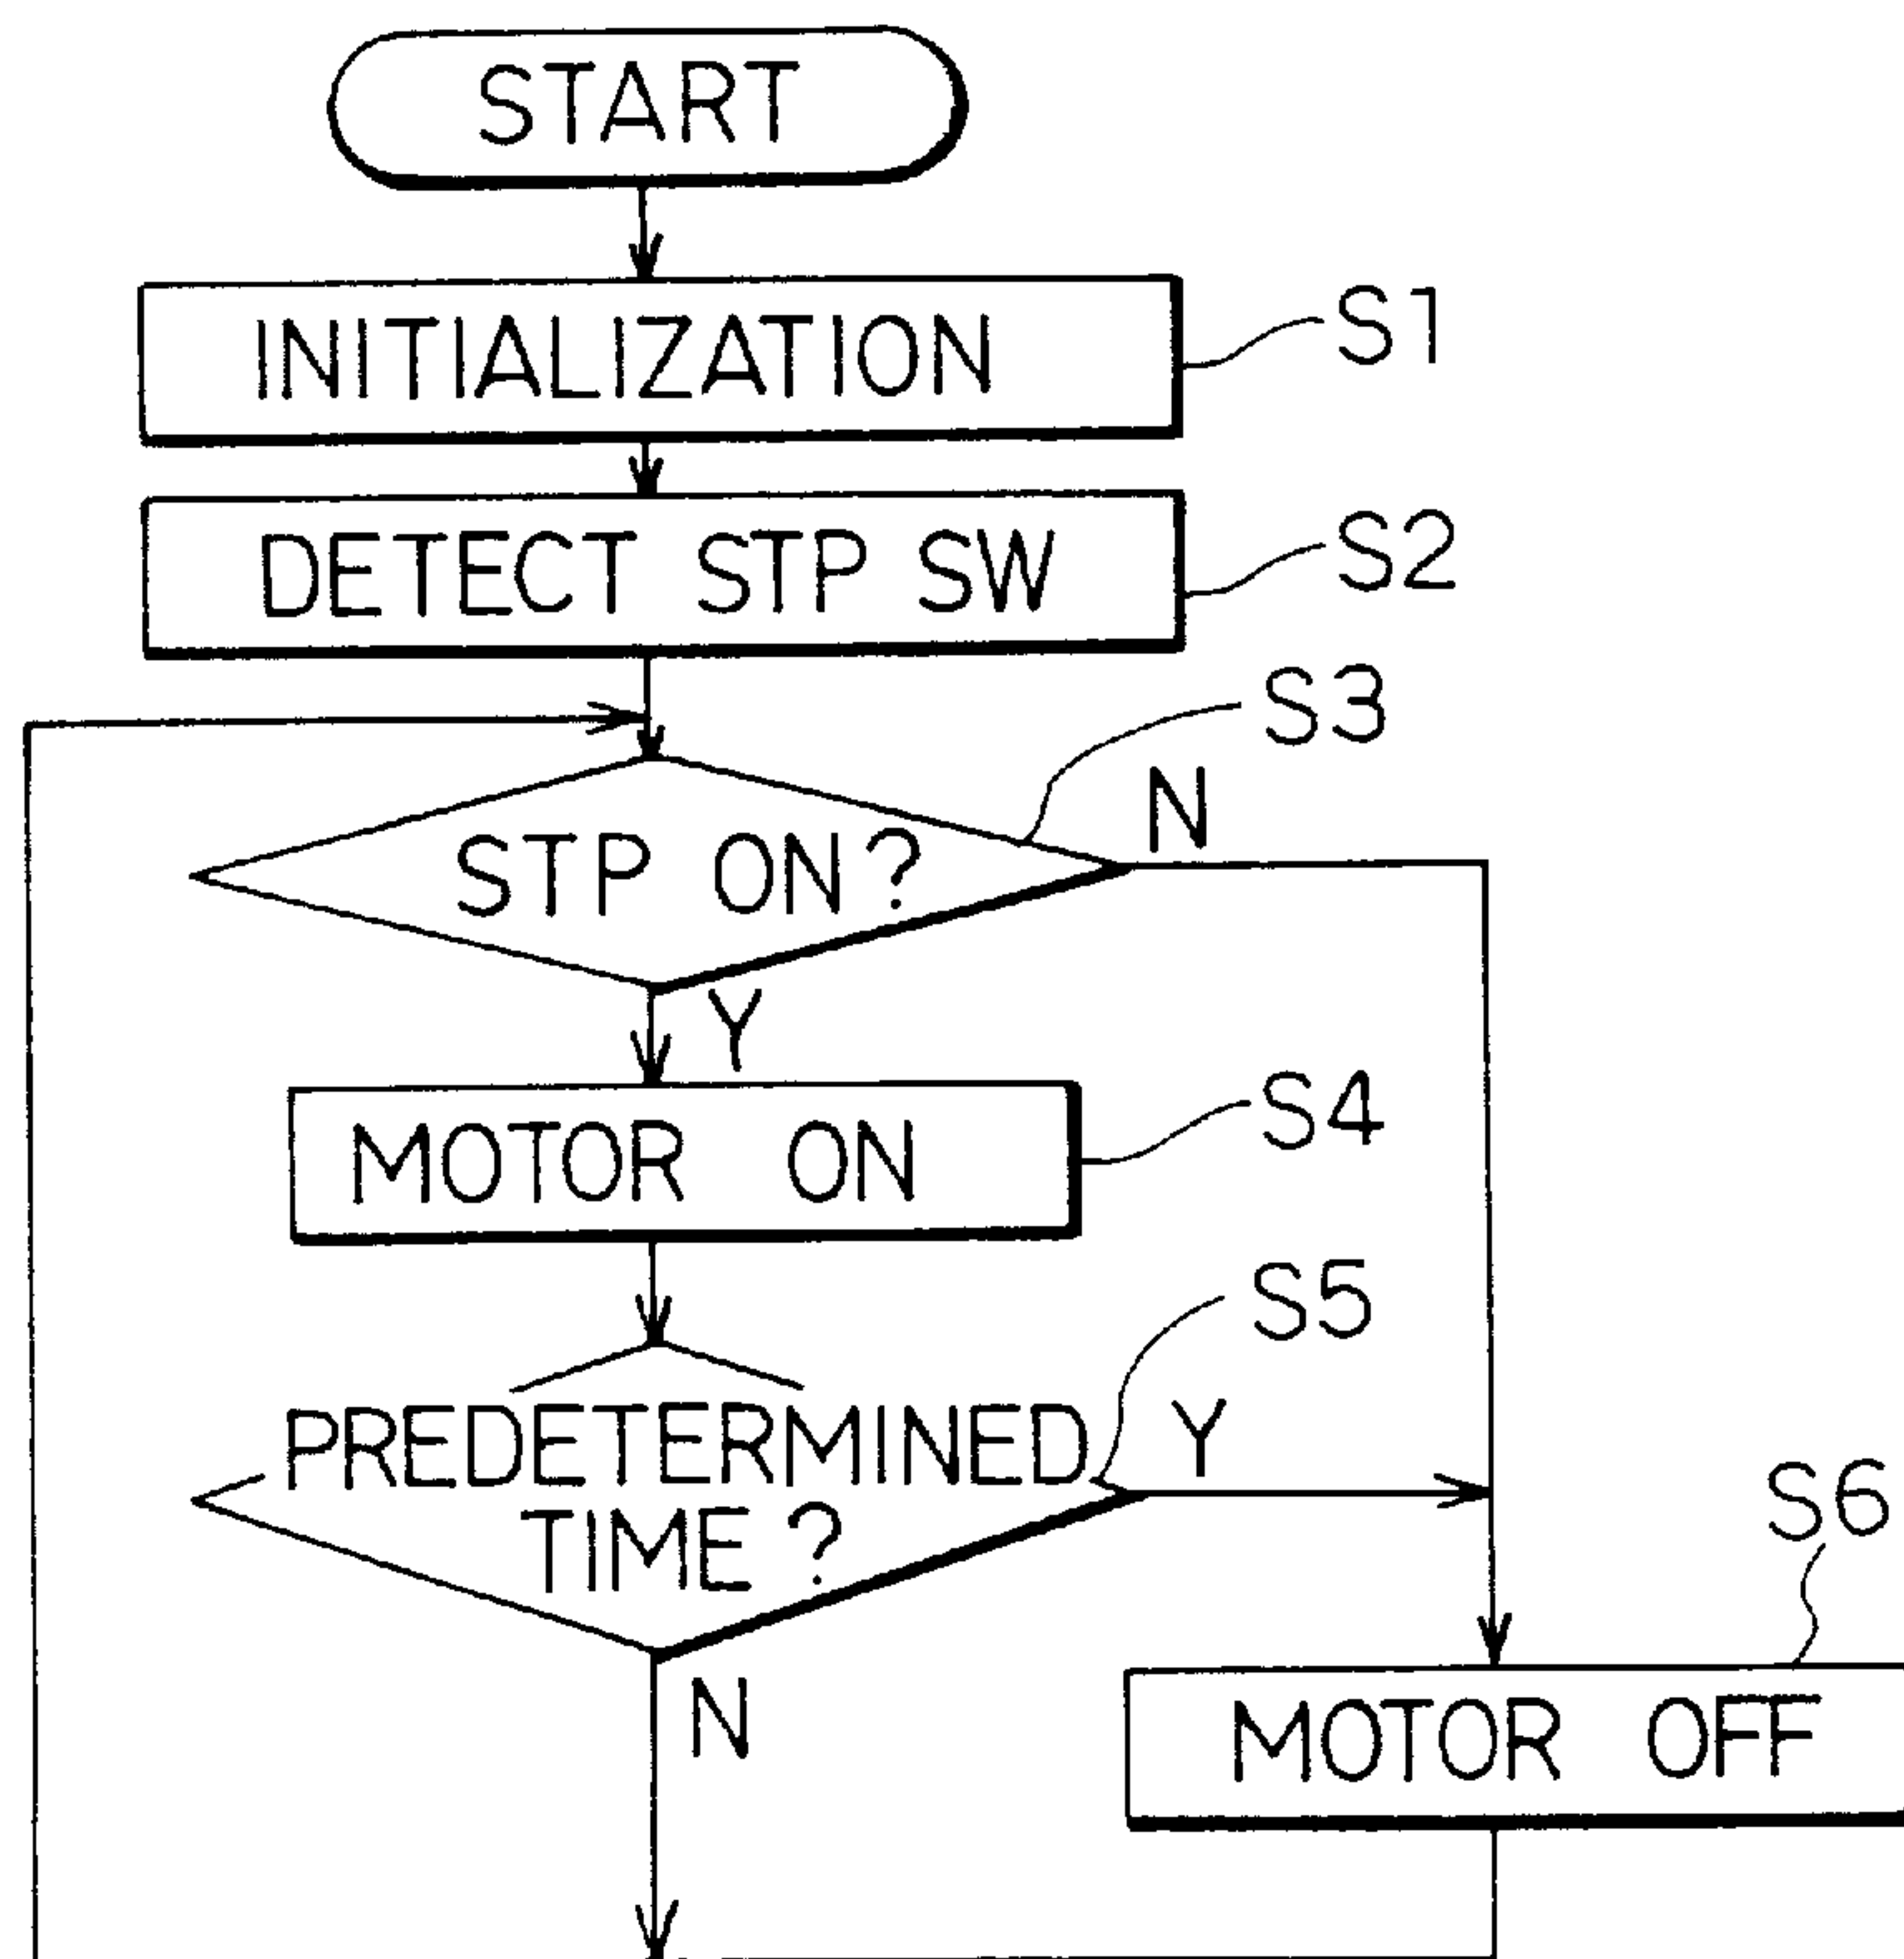 START
INITIALIZATION
S1
DETECT STP SW
S2
S3
STP ON?
N
Y
MOTOR ON
S4
S5
PREDETERMINED
TIME?
Y
N
S6
MOTOR OFF